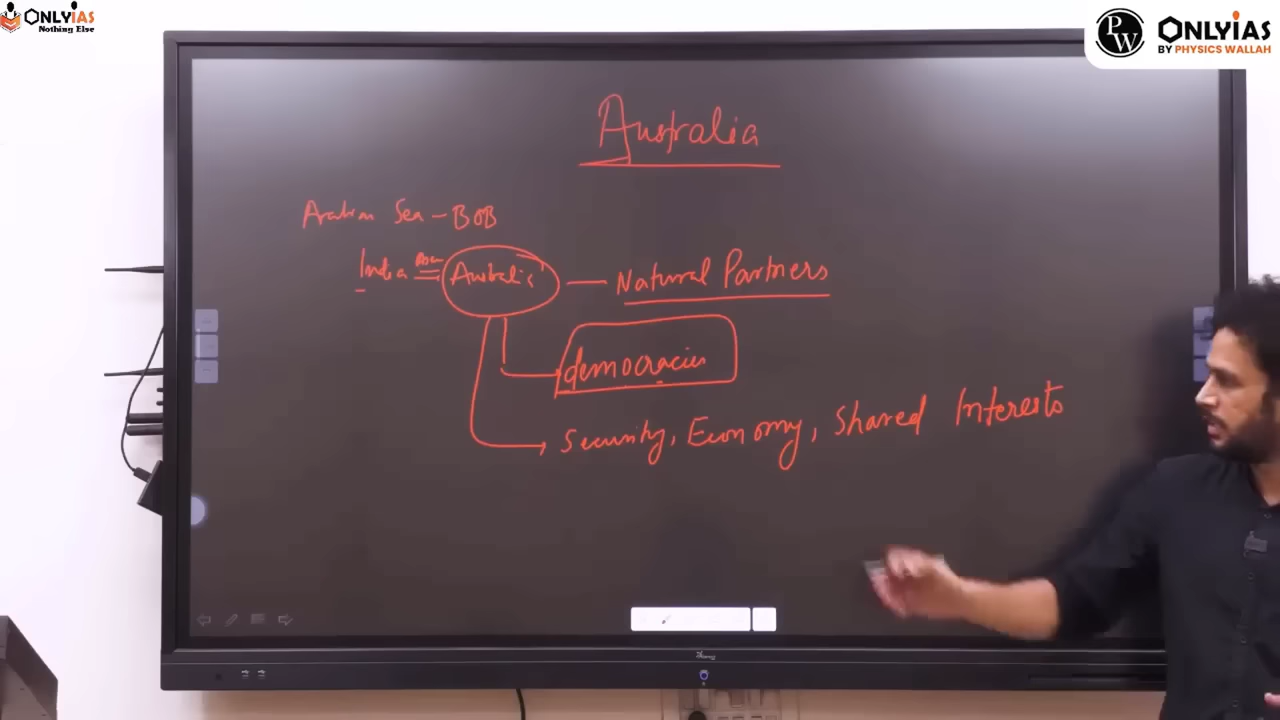 ONLYIAS
Nothing Else
PW ONLYIAS
BY PHYSICS WALLAH
Australia
Arabian Sea - BOB
India Australia - Natural Partners
democracies
Security, Economy, Shared Interests